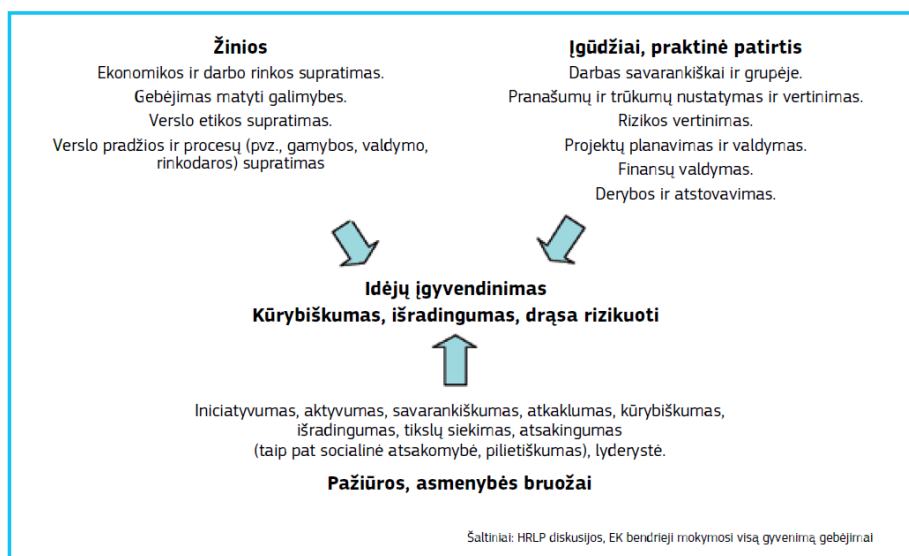 Žinios
Ekonomikos ir darbo rinkos supratimas.
Gebėjimas matyti galimybes.
Verslo etikos supratimas.
Verslo pradžios ir procesų (pvz., gamybos, valdymo,
rinkodaros) supratimas
Įgūdžiai, praktinė patirtis
Darbas savarankiškai ir grupėje.
Pranašumų ir trūkumų nustatymas ir vertinimas.
Rizikos vertinimas.
Projektų planavimas ir valdymas.
Finansų valdymas.
Derybos ir atstovavimas.
Idėjų įgyvendinimas
Kūrybiškumas, išradingumas, drąsa rizikuoti
Iniciatyvumas, aktyvumas, savarankiškumas, atkaklumas, kūrybiškumas,
išradingumas, tikslų siekimas, atsakingumas
(taip pat socialinė atsakomybė, pilietiškumas), lyderystė.
Pažiūros, asmenybės bruožai
Šaltiniai: HRLP diskusijos, EK bendrieji mokymosi visą gyvenimą gebėjimai